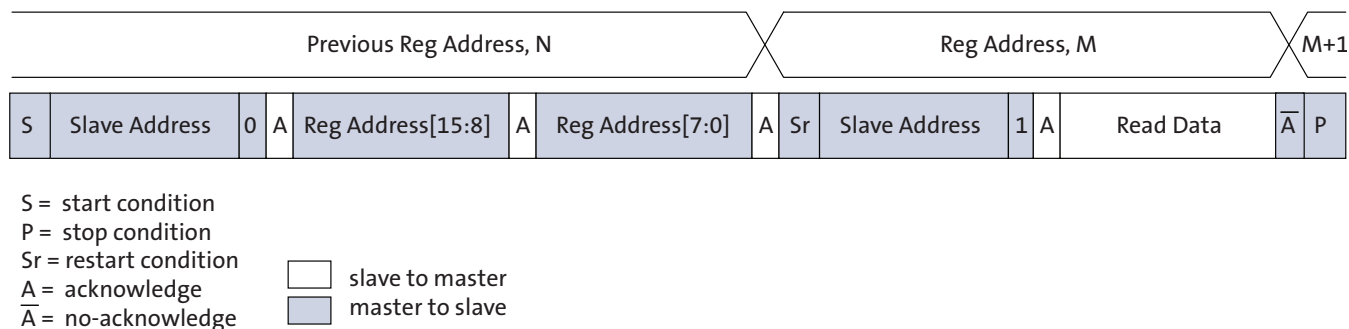 Previous Reg Address, N Reg Address, M M+1
S Slave Address 0 A Reg Address[15:8] A Reg Address[7:0] A Sr Slave Address 1 A Read Data A̅ P
S = start condition
P = stop condition
Sr = restart condition
A = acknowledge
A̅ = no-acknowledge
slave to master
master to slave